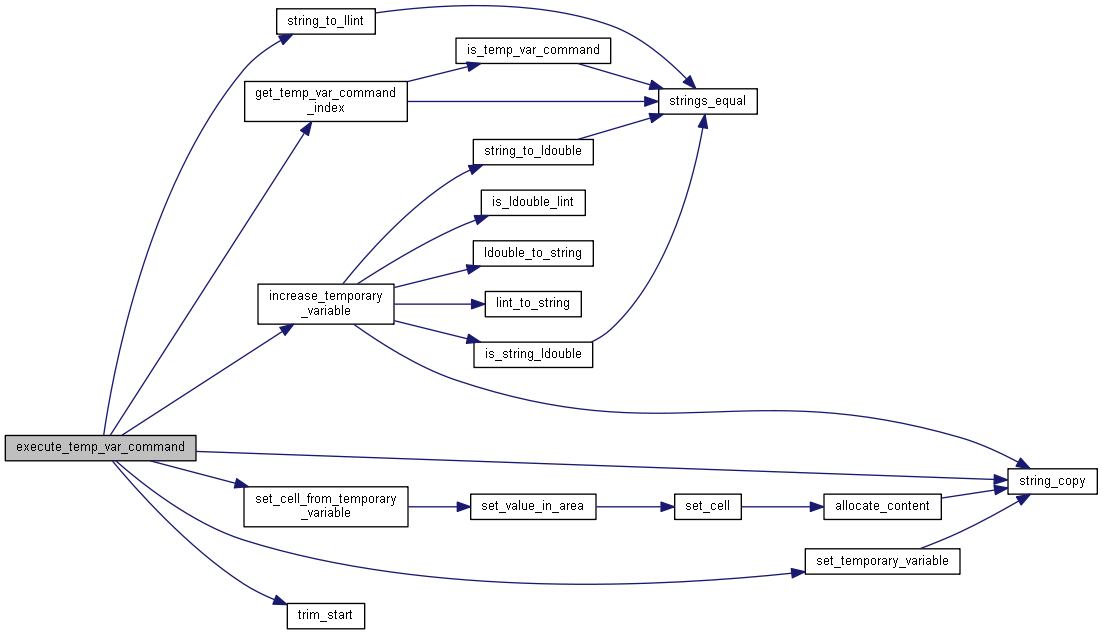 string_to_llint
is_temp_var_command
get_temp_var_command
_index
strings_equal
string_to_ldouble
is_ldouble_lint
ldouble_to_string
increase_temporary
_variable
lint_to_string
is_string_ldouble
execute_temp_var_command
string_copy
set_cell_from_temporary
_variable
set_value_in_area
set_cell
allocate_content
set_temporary_variable
trim_start